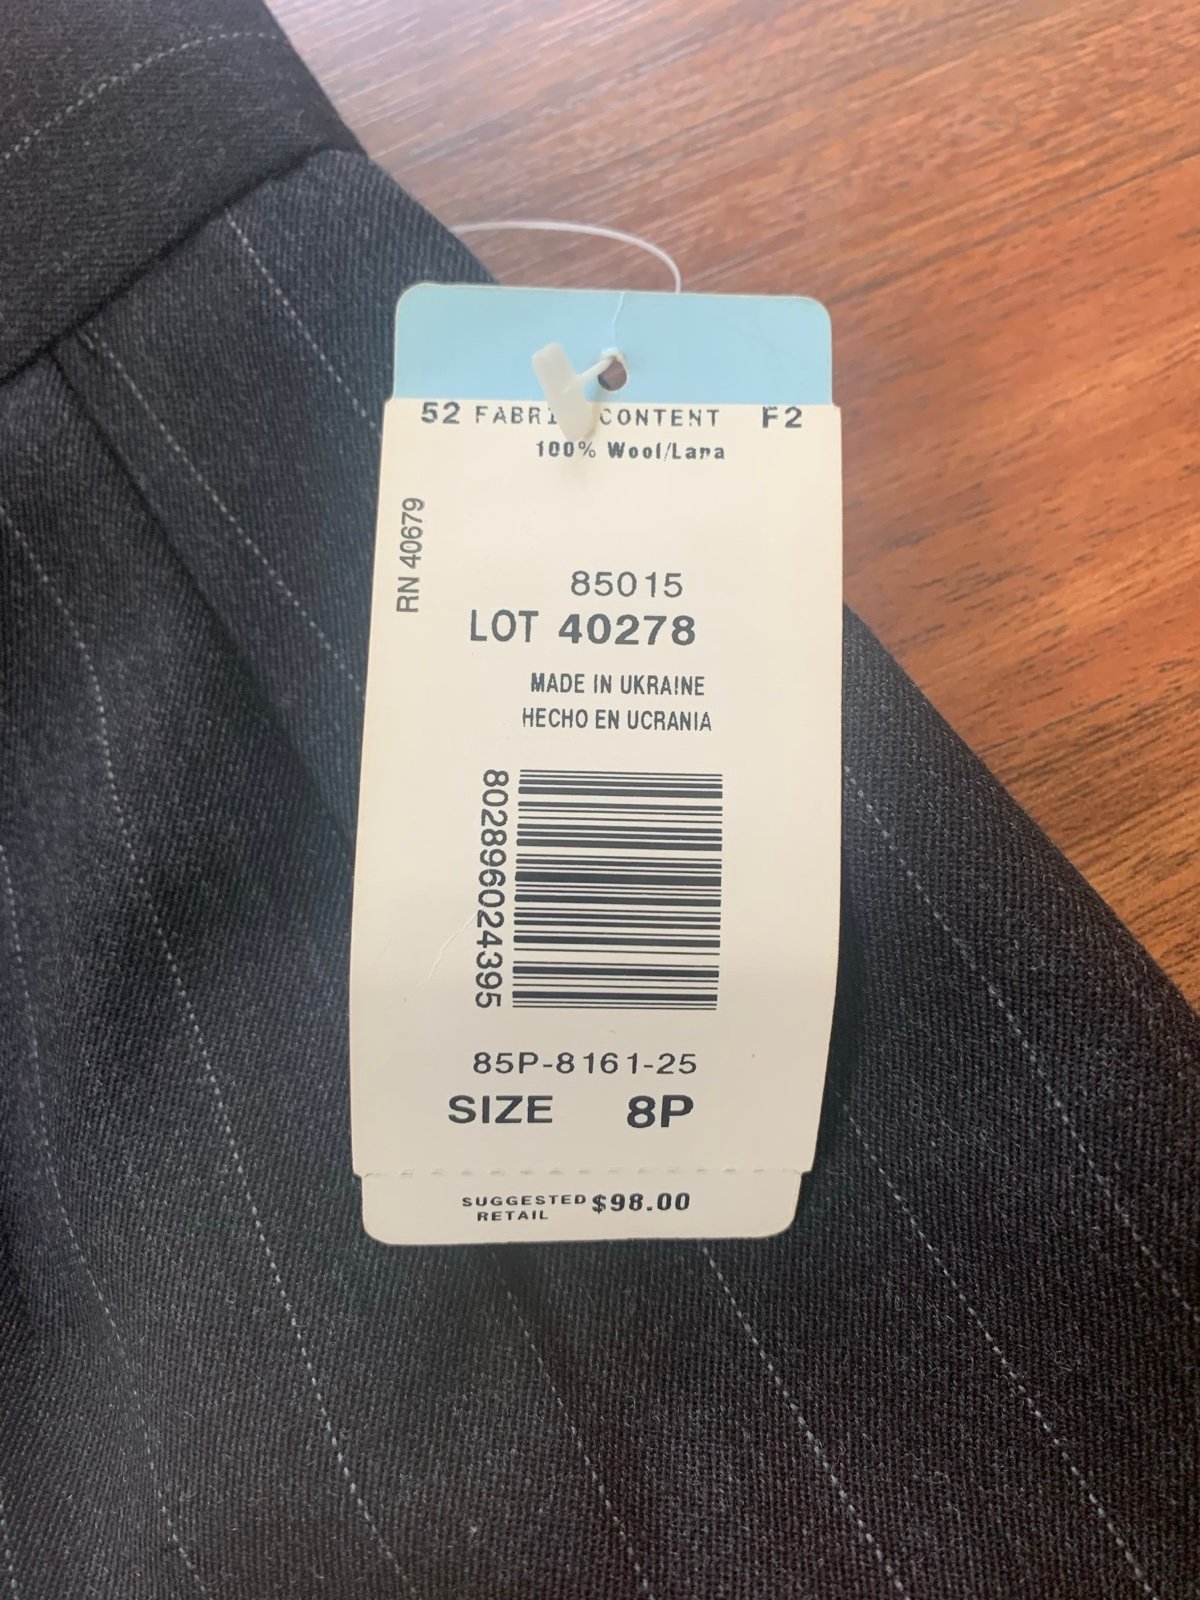 52 FABRIC CONTENT F2
100% Wool/Lana
RN 40679
85015
LOT 40278
MADE IN UKRAINE
HECHO EN UCRANIA
802896024395
85P-8161-25
SIZE 8P
SUGGESTED RETAIL $98.00